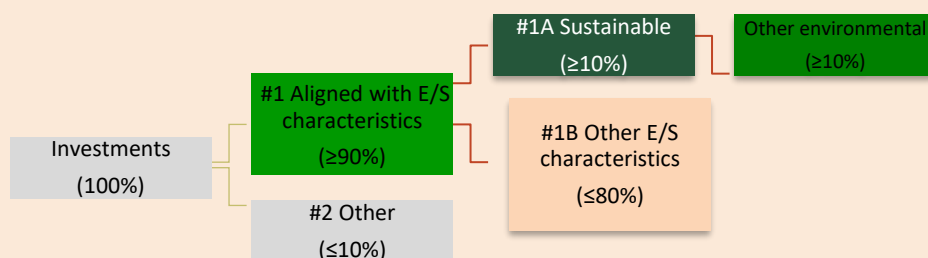 Investments
(100%)
#1 Aligned with E/S
characteristics
(≥90%)
#2 Other
(≤10%)
#1A Sustainable
(≥10%)
#1B Other E/S
characteristics
(≤80%)
Other environmental
(≥10%)